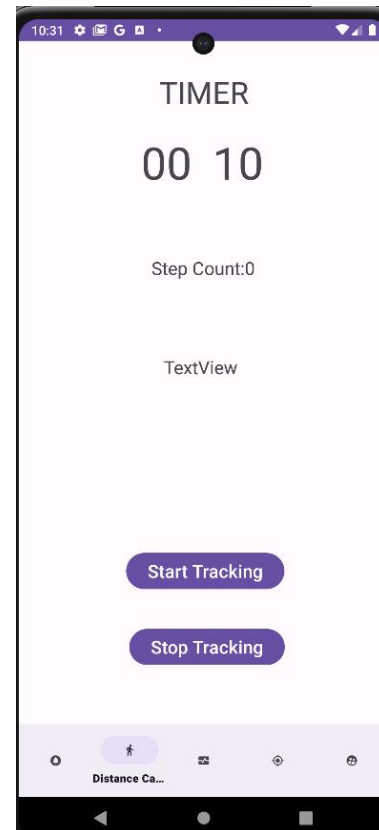 10:31 G A
TIMER
00 10
Step Count:0
TextView
Start Tracking
Stop Tracking
Distance Ca...